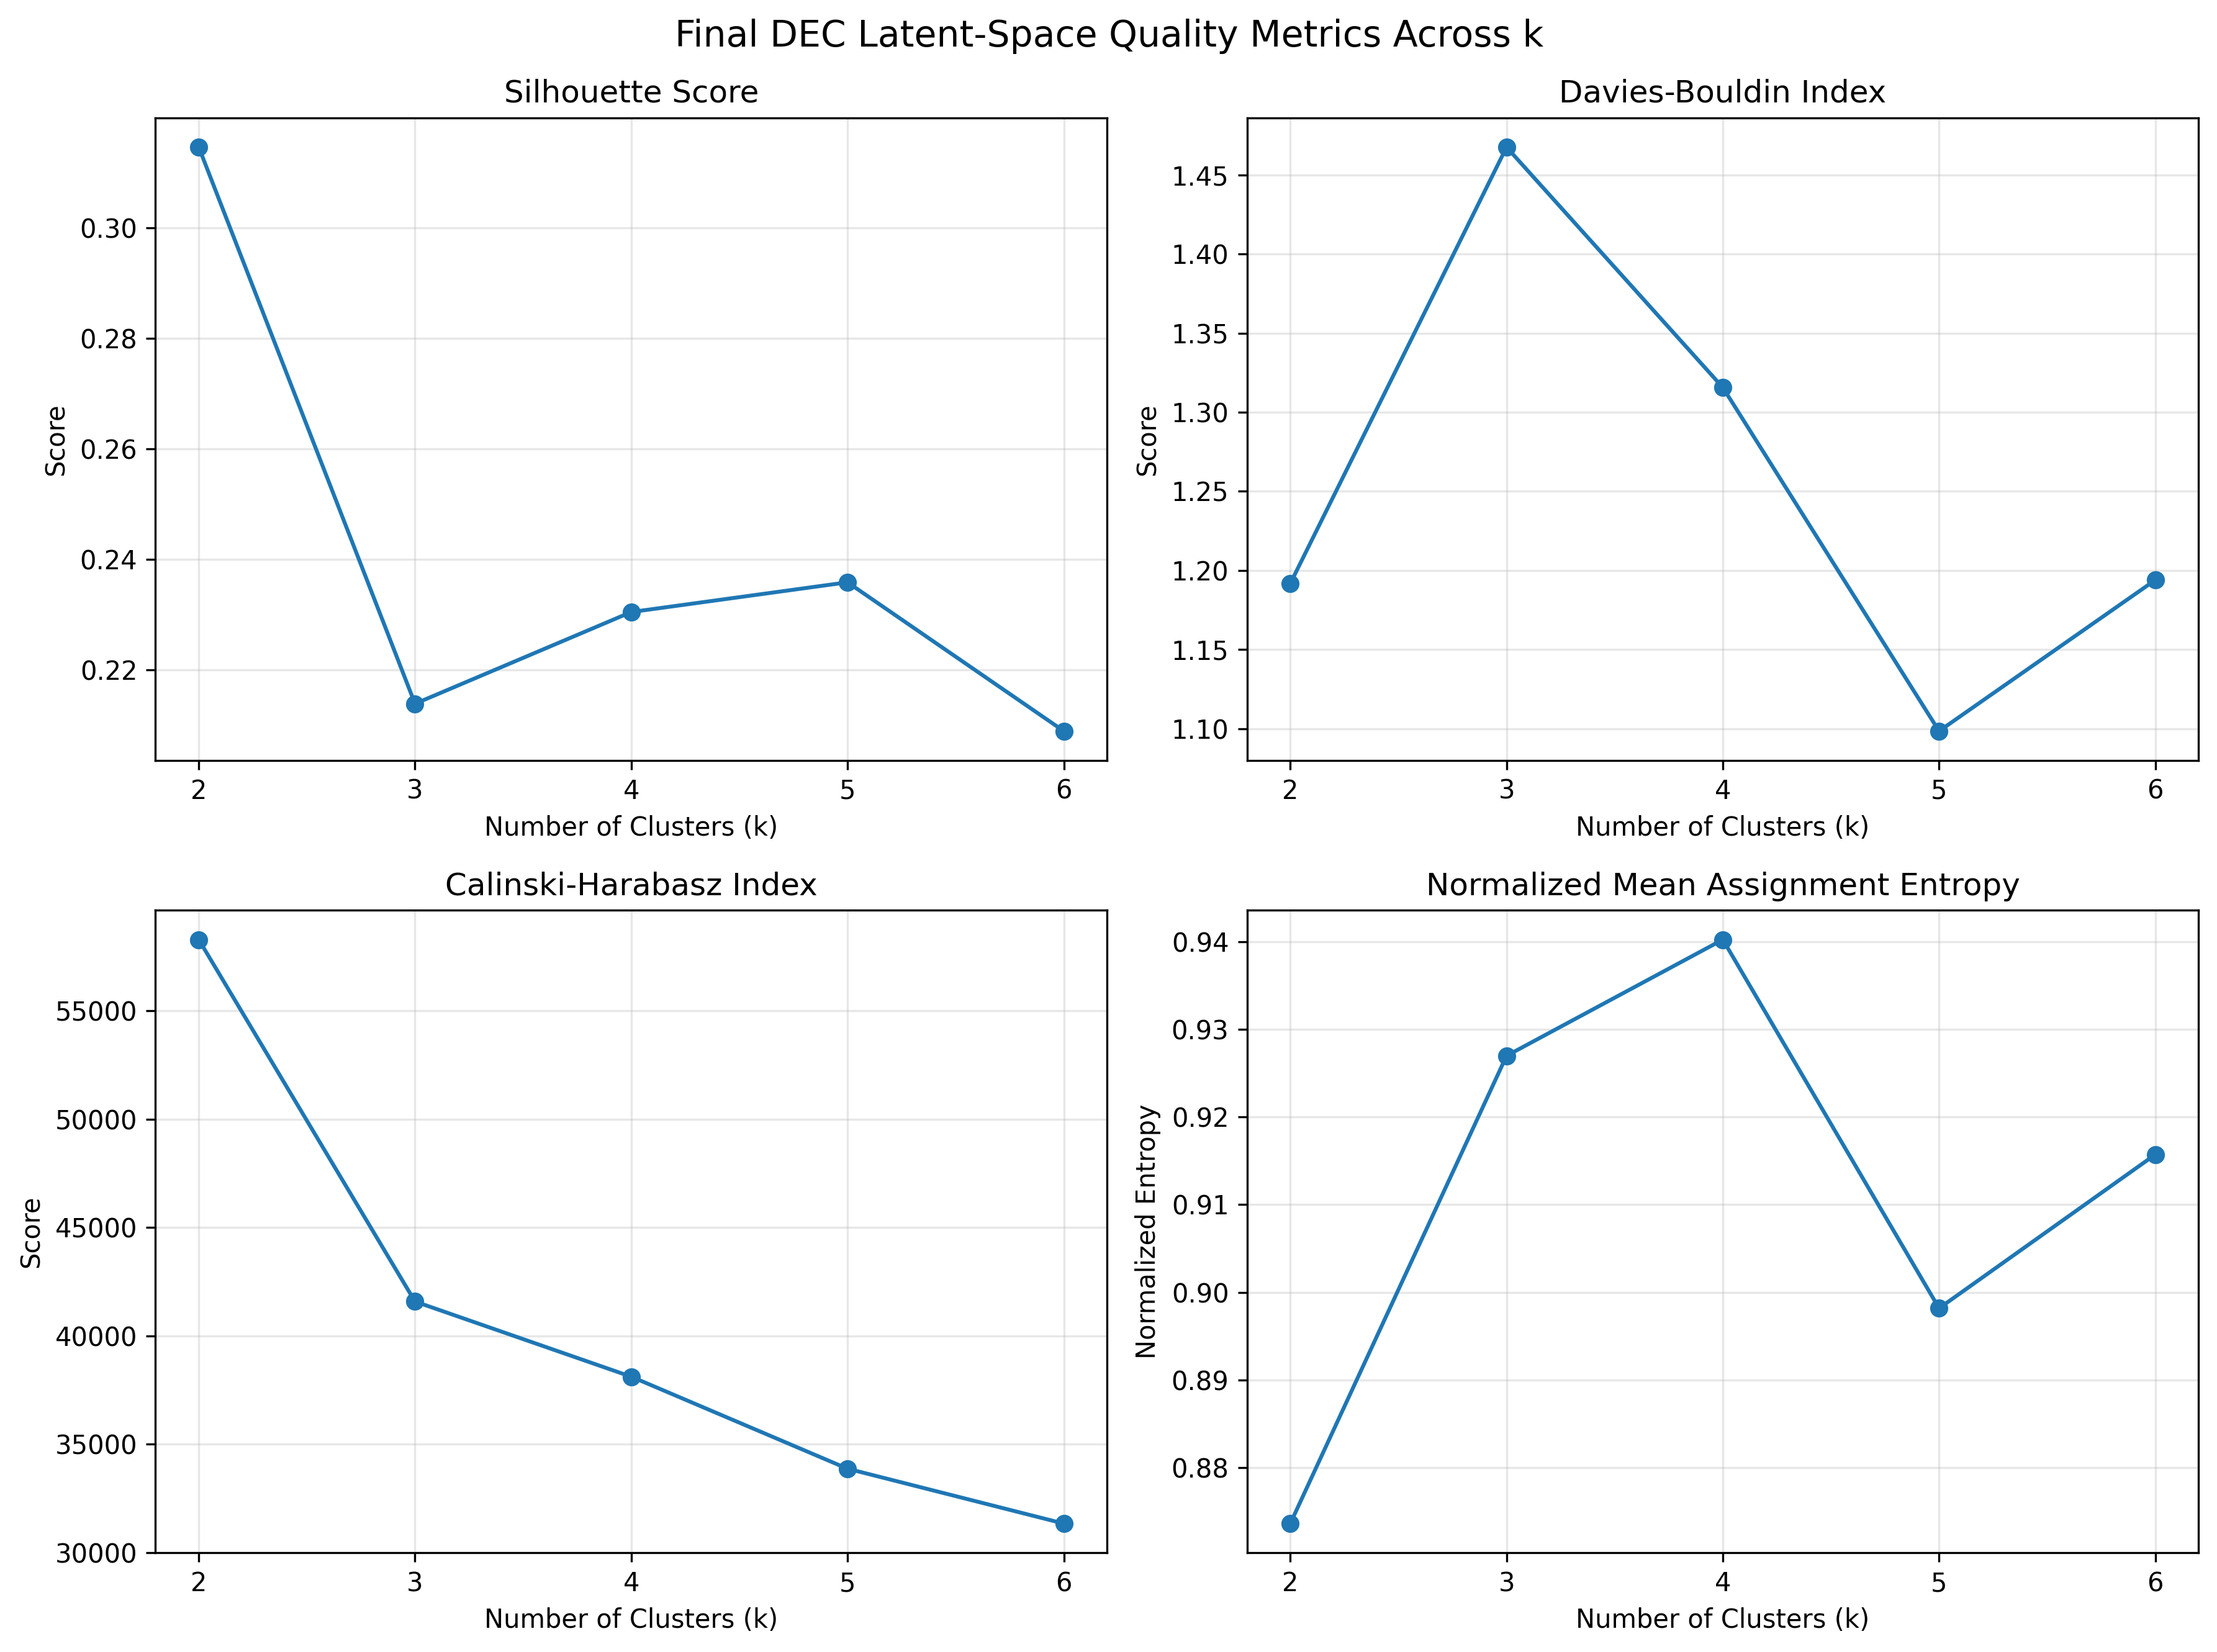 Final DEC Latent-Space Quality Metrics Across k
Silhouette Score
Score
0.30
0.28
0.26
0.24
0.22
2 3 4 5 6
Number of Clusters (k)
Davies-Bouldin Index
Score
1.45
1.40
1.35
1.30
1.25
1.20
1.15
1.10
2 3 4 5 6
Number of Clusters (k)
Calinski-Harabasz Index
Score
55000
50000
45000
40000
35000
30000
2 3 4 5 6
Number of Clusters (k)
Normalized Mean Assignment Entropy
Normalized Entropy
0.94
0.93
0.92
0.91
0.90
0.89
0.88
2 3 4 5 6
Number of Clusters (k)